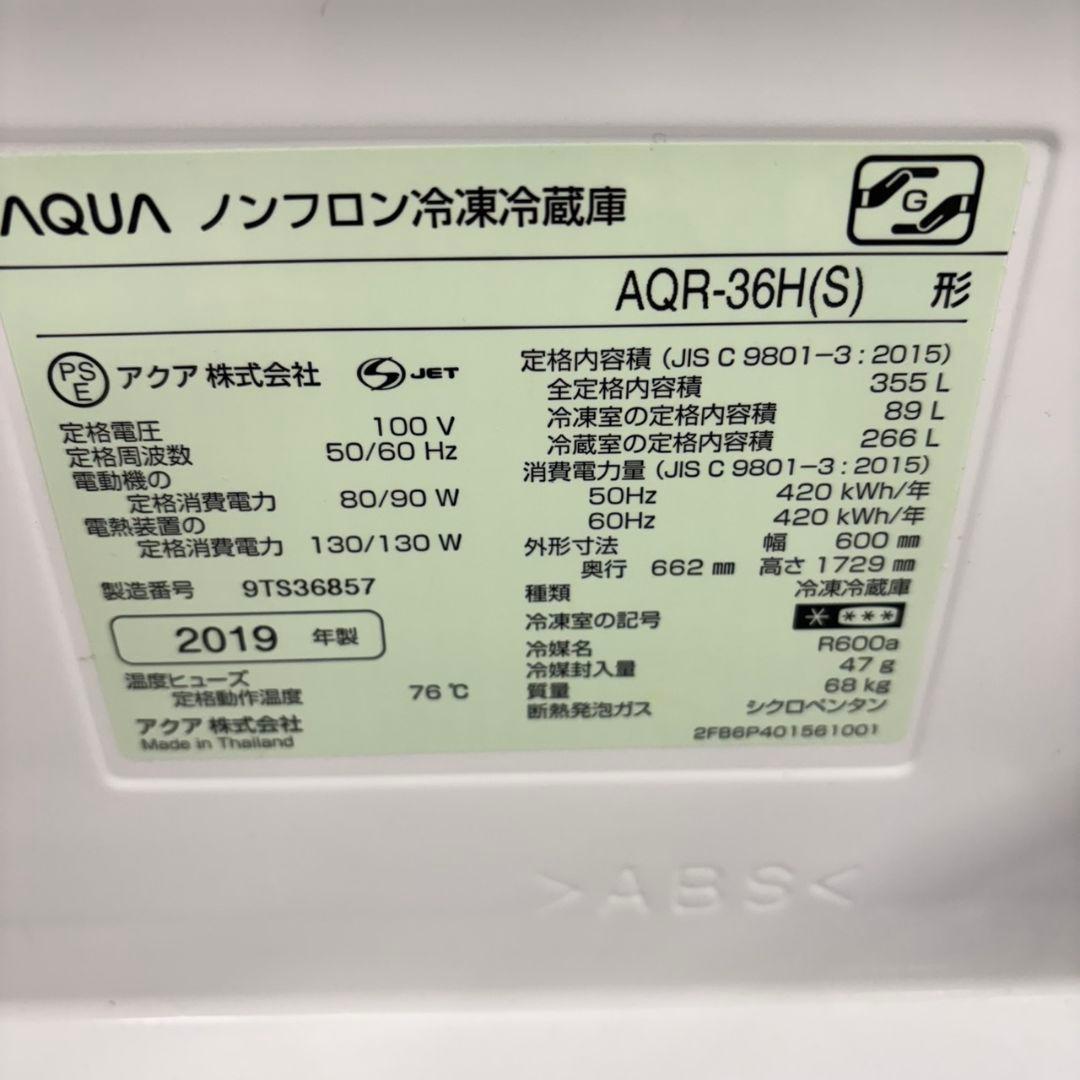 AQUA ノンフロン冷凍冷蔵庫
G
AQR-36H(S) 形
PSE アクア 株式会社 S JET
定格電圧 100 V
定格周波数 50/60 Hz
電動機の
定格消費電力 80/90 W
電熱装置の
定格消費電力 130/130 W
製造番号 9TS36857
2019 年製
温度ヒューズ
定格動作温度 76 ℃
アクア 株式会社
Made in Thailand
定格内容積 (JIS C 9801-3 : 2015)
全定格内容積 355 L
冷凍室の定格内容積 89 L
冷蔵室の定格内容積 266 L
消費電力量 (JIS C 9801-3 : 2015)
50Hz 420 kWh/年
60Hz 420 kWh/年
外形寸法 幅 600 ㎜
奥行 662 ㎜ 高さ 1729 ㎜
種類 冷凍冷蔵庫
冷凍室の記号 * ***
冷媒名 R600a
冷媒封入量 47 g
質量 68 kg
断熱発泡ガス シクロペンタン
2FB6P401561001
>ABS<